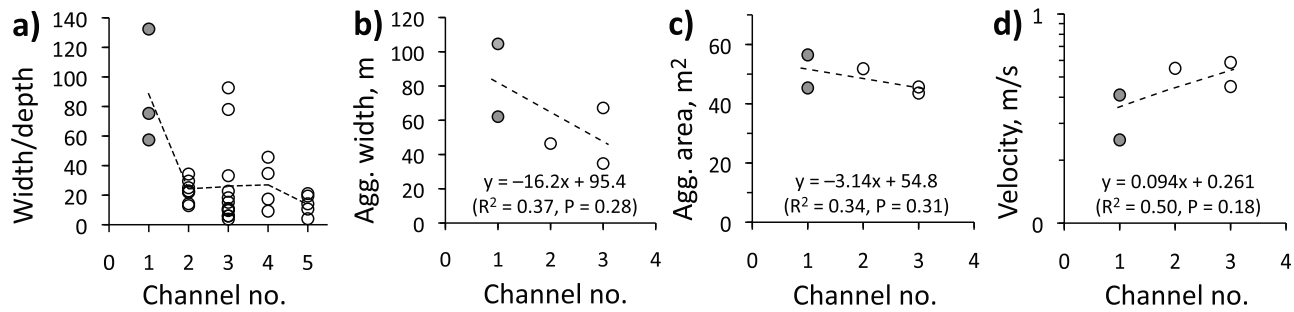 a)
140
120
100
80
60
40
20
0
Width/depth
0 1 2 3 4 5
Channel no.
b)
120
100
80
60
40
20
0
Agg. width, m
y = –16.2x + 95.4
(R² = 0.37, P = 0.28)
0 1 2 3 4
Channel no.
c)
60
40
20
0
Agg. area, m²
y = –3.14x + 54.8
(R² = 0.34, P = 0.31)
0 1 2 3 4
Channel no.
d)
1
0
Velocity, m/s
y = 0.094x + 0.261
(R² = 0.50, P = 0.18)
0 1 2 3 4
Channel no.